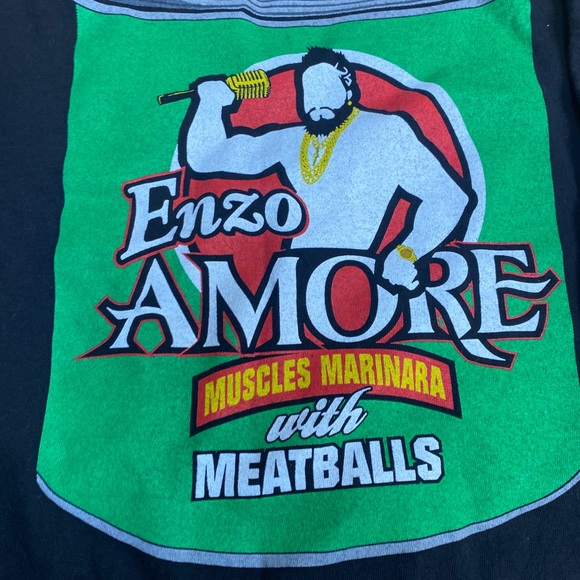 Enzo
AMORE
MUSCLES MARINARA
with
MEATBALLS